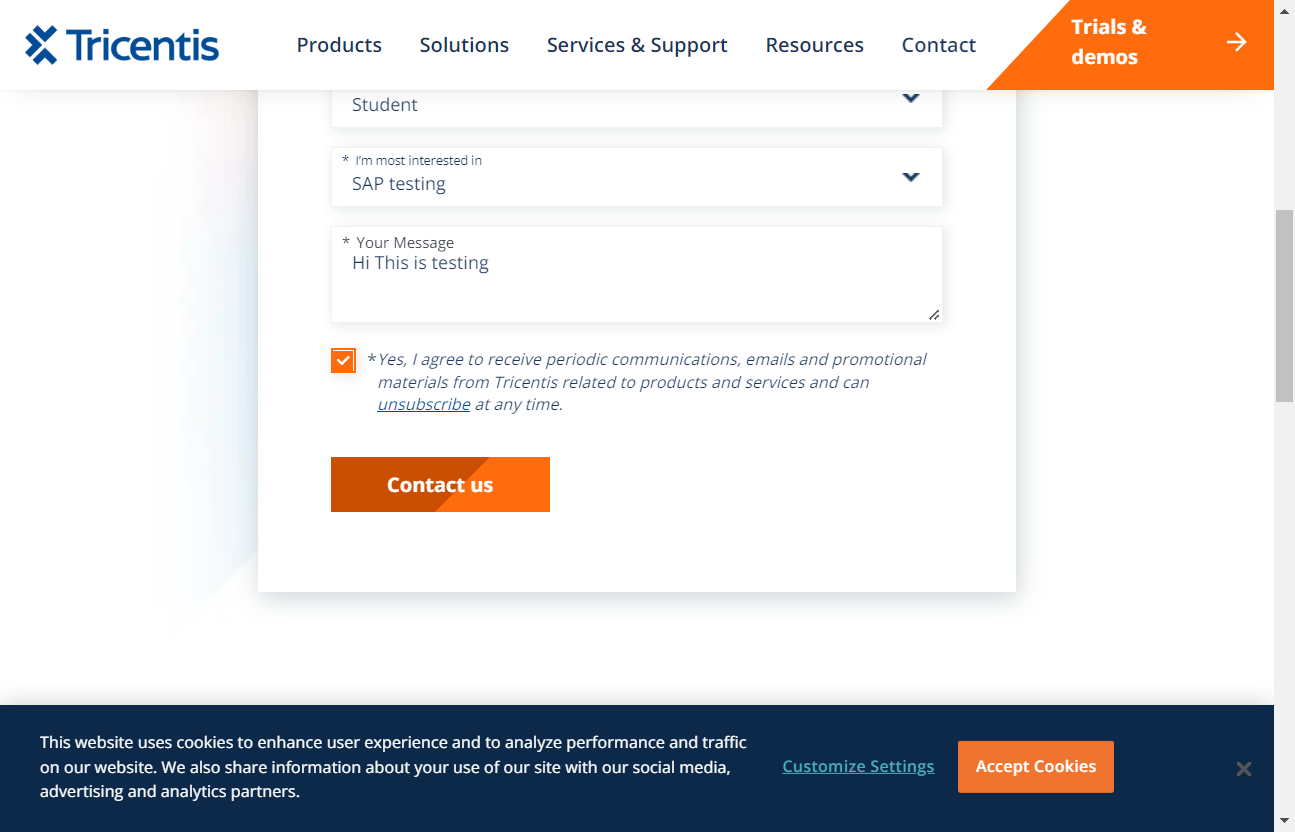 Tricentis
Products
Solutions
Services & Support
Resources
Contact
Trials &
demos
Student
* I'm most interested in
SAP testing
* Your Message
Hi This is testing
*Yes, I agree to receive periodic communications, emails and promotional
materials from Tricentis related to products and services and can
unsubscribe at any time.
Contact us
This website uses cookies to enhance user experience and to analyze performance and traffic
on our website. We also share information about your use of our site with our social media,
advertising and analytics partners.
Customize Settings
Accept Cookies